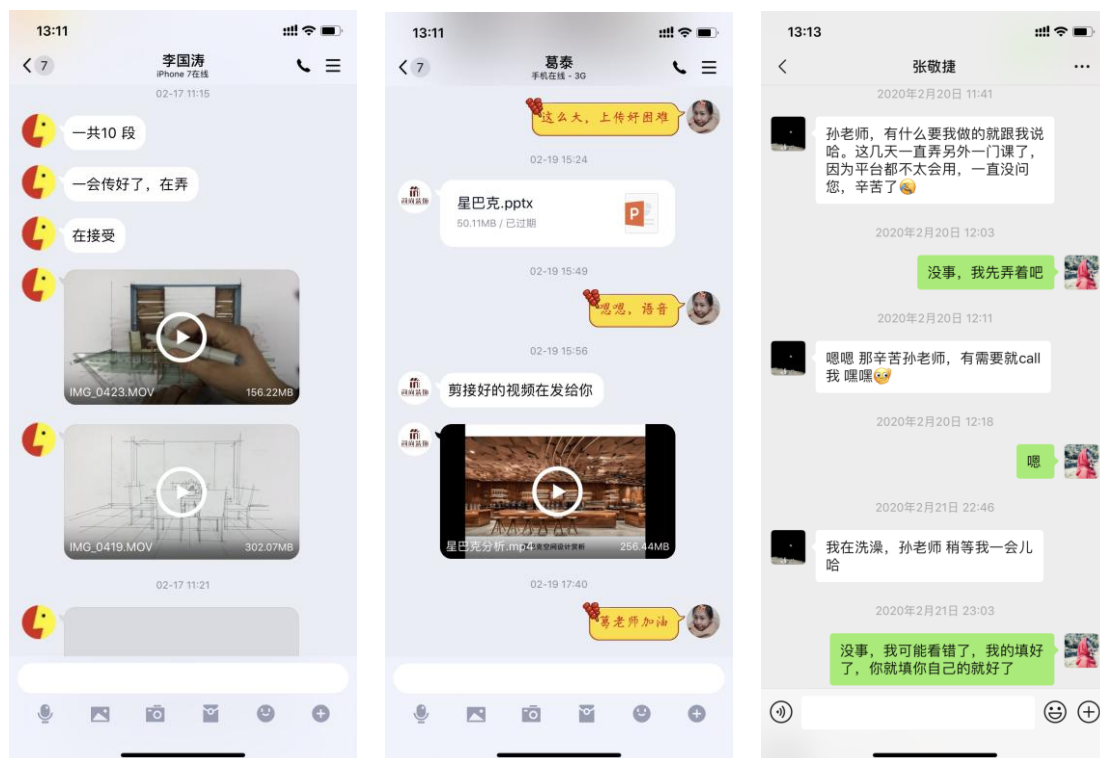 13:11
7
李国涛
iPhone 7在线
02-17 11:15
一共10 段
一会传好了，在弄
在接受
IMG_0423.MOV
156.22MB
IMG_0419.MOV
302.07MB
02-17 11:21
13:11
7
葛泰
手机在线 - 3G
这么大，上传好困难
02-19 15:24
星巴克.pptx
50.11MB / 已过期
P
02-19 15:49
嗯嗯，语音
02-19 15:56
剪接好的视频在发给你
星巴克分析.mp4
256.44MB
02-19 17:40
葛老师加油
13:13
张敬捷
2020年2月20日 11:41
孙老师，有什么要我做的就跟我说
哈。这几天一直弄另外一门课了，
因为平台都不太会用，一直没问
您，辛苦了
2020年2月20日 12:03
没事，我先弄着吧
2020年2月20日 12:11
嗯嗯 那辛苦孙老师，有需要就call
我 嘿嘿
2020年2月20日 12:18
嗯
2020年2月21日 22:46
我在洗澡，孙老师 稍等我一会儿
哈
2020年2月21日 23:03
没事，我可能看错了，我的填好
了，你就填你自己的就好了